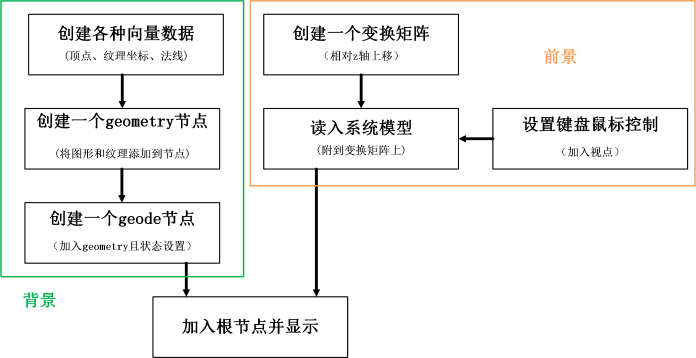 创建各种向量数据
(顶点、纹理坐标、法线)
创建一个geometry节点
(将图形和纹理添加到节点)
创建一个geode节点
（加入geometry且状态设置）
背景
创建一个变换矩阵
（相对z轴上移）
前景
读入系统模型
(附到变换矩阵上)
设置键盘鼠标控制
（加入视点）
加入根节点并显示